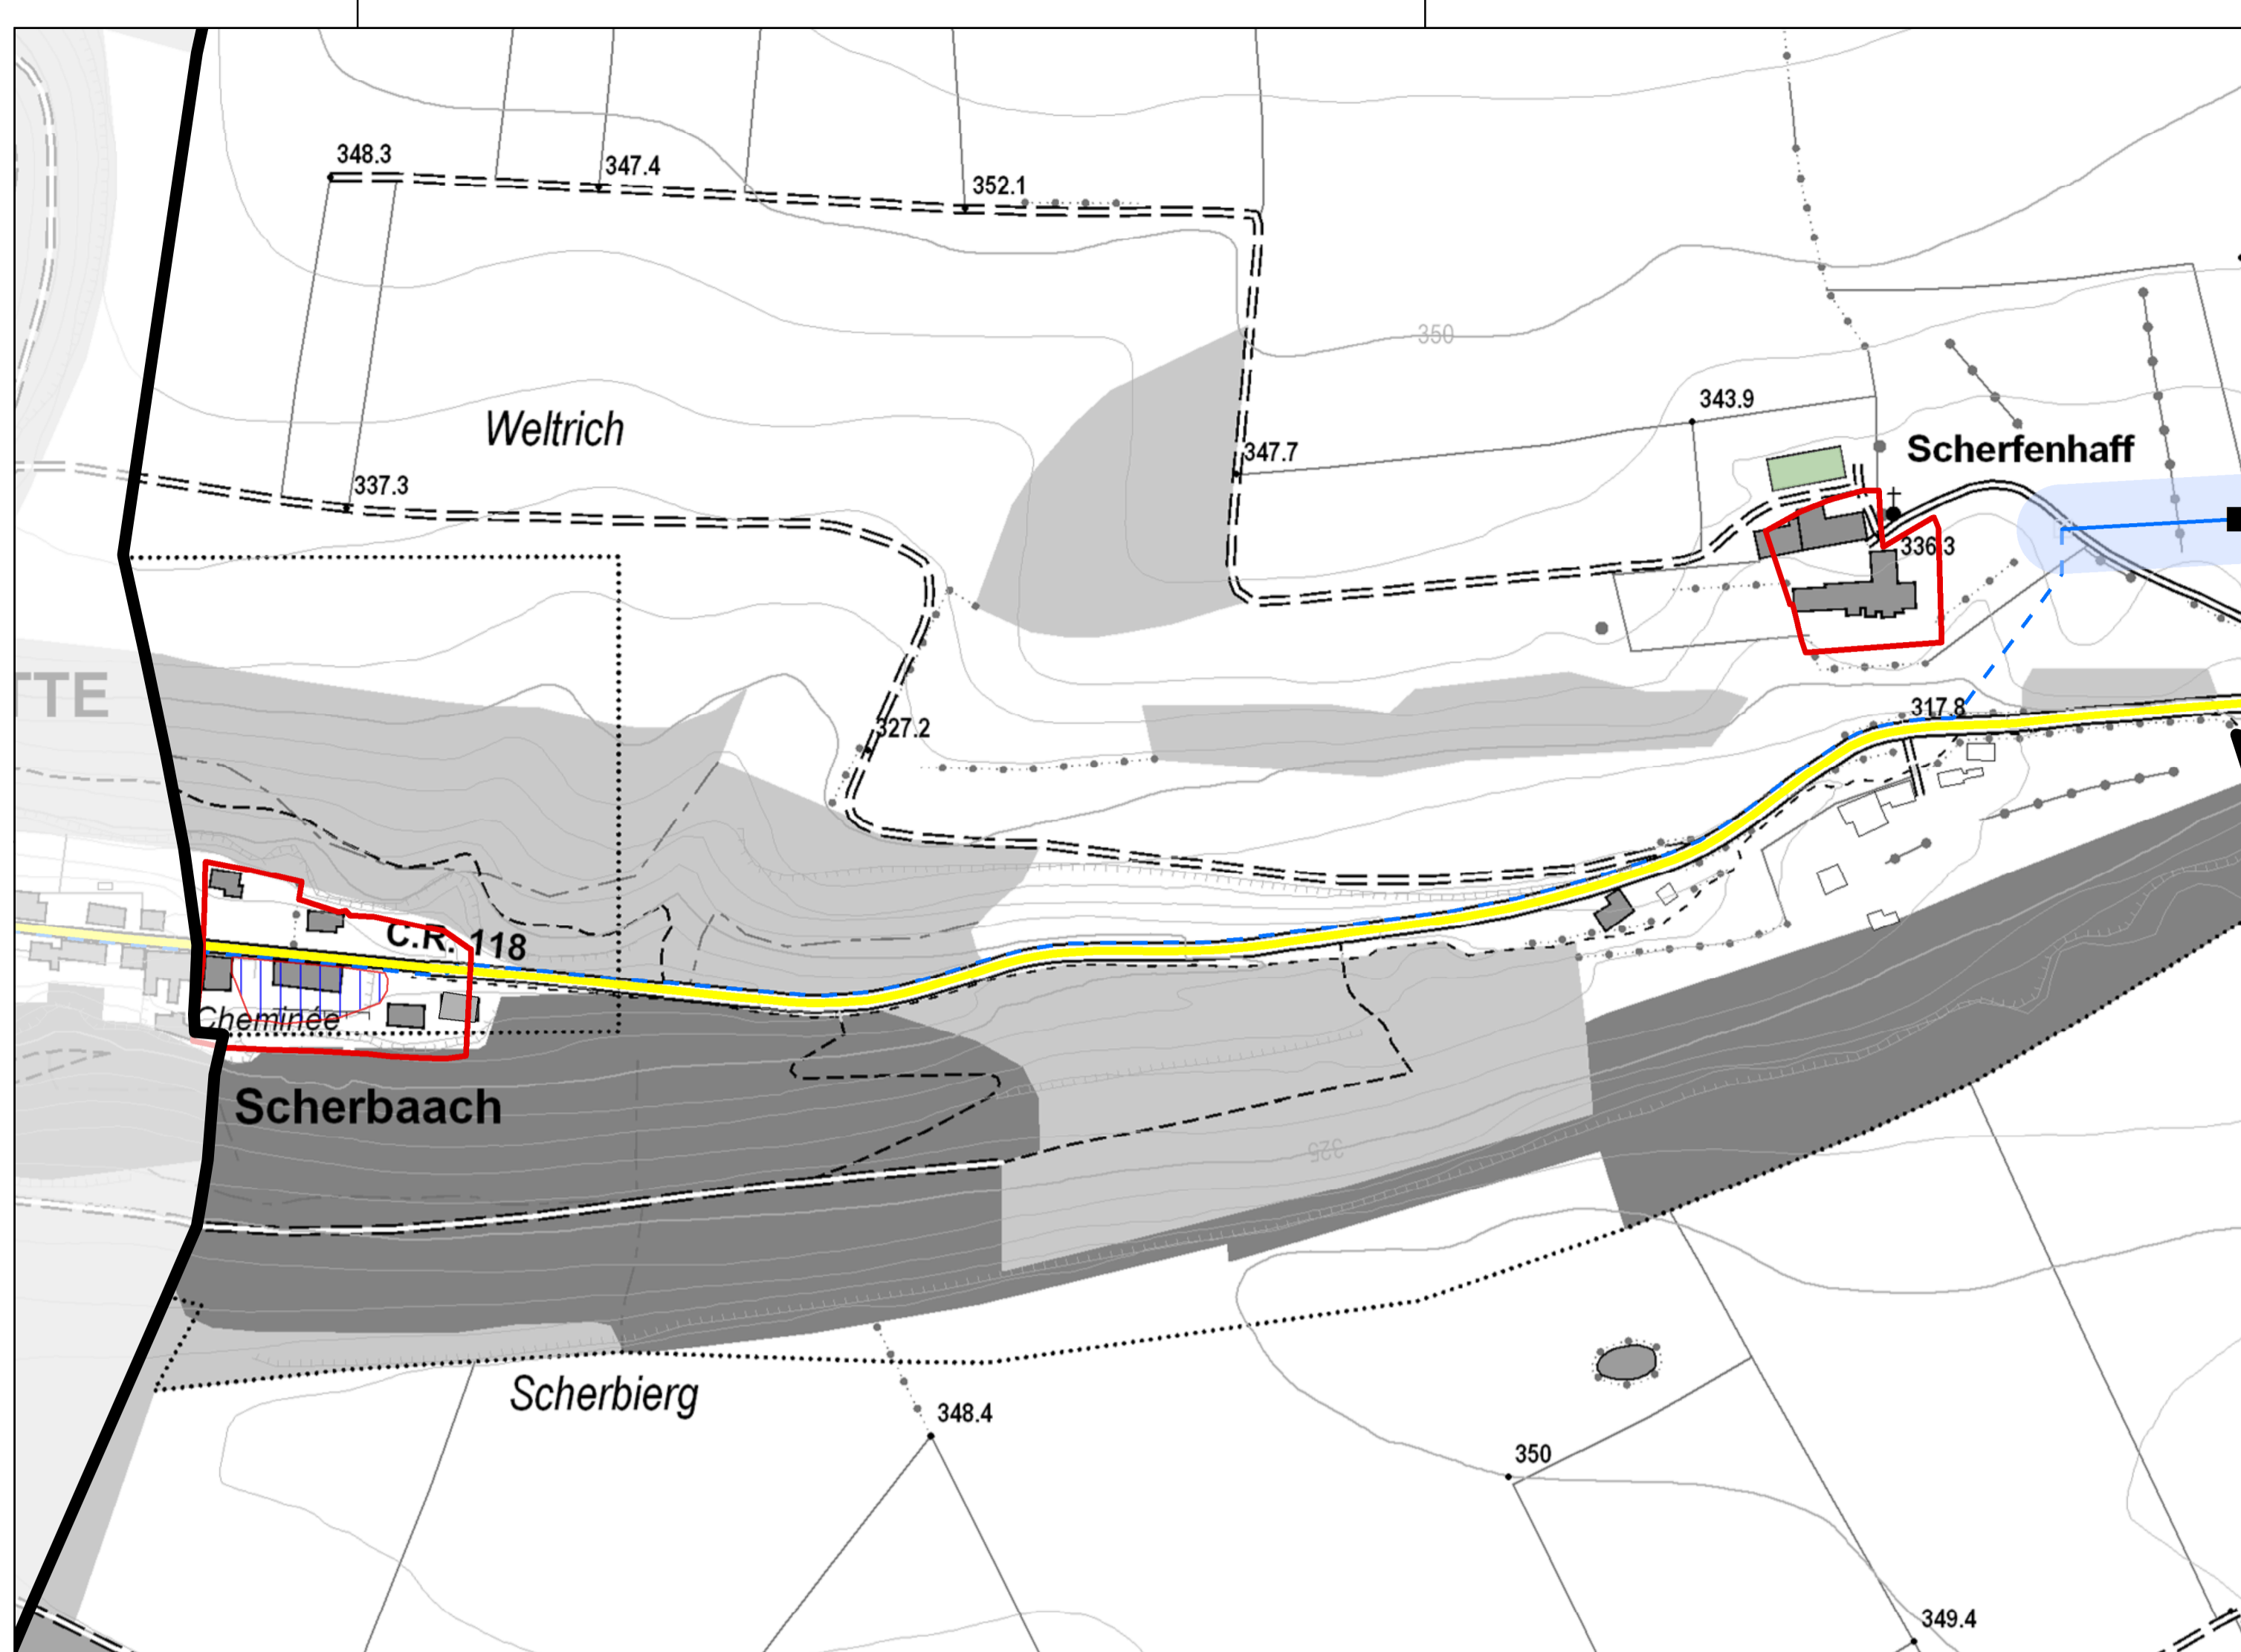 348.3
347.4
352.1
350
343.9
Weltrich
Scherfenhaff
347.7
337.3
336.3
TTE
317.8
327.2
C.R. 118
Cheminée
Scherbaach
325
Scherbierg
348.4
350
349.4